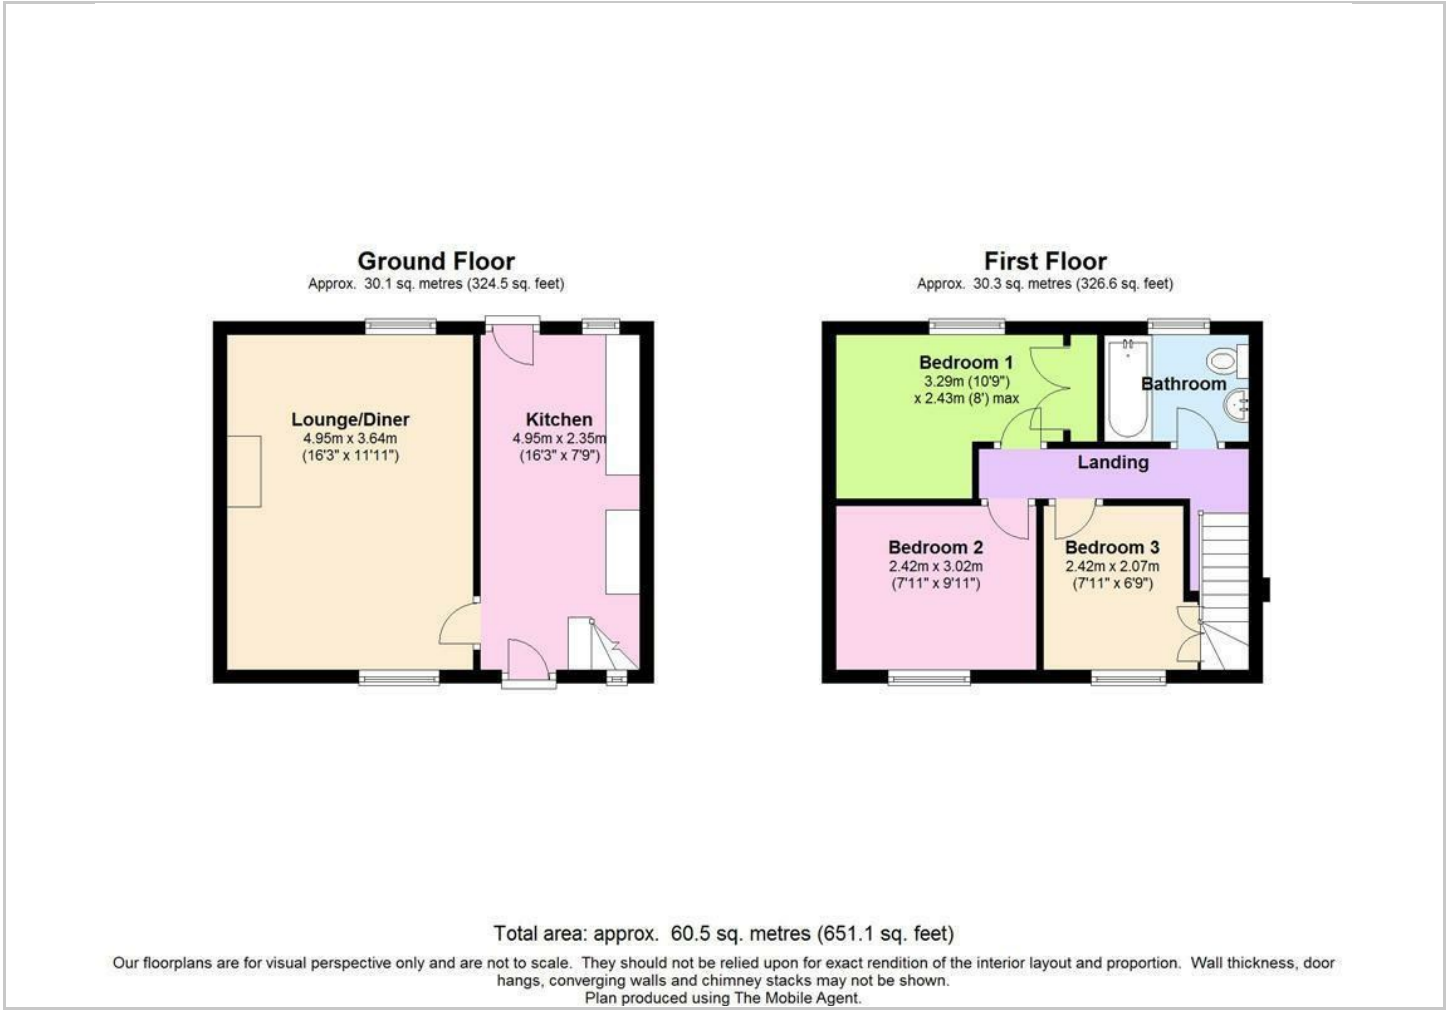 Ground Floor
Approx. 30.1 sq. metres (324.5 sq. feet)
Lounge/Diner
4.95m x 3.64m
(16'3" x 11'11")
Kitchen
4.95m x 2.35m
(16'3" x 7'9")
First Floor
Approx. 30.3 sq. metres (326.6 sq. feet)
Bedroom 1
3.29m (10'9")
x 2.43m (8') max
Bathroom
Landing
Bedroom 2
2.42m x 3.02m
(7'11" x 9'11")
Bedroom 3
2.42m x 2.07m
(7'11" x 6'9")
Total area: approx. 60.5 sq. metres (651.1 sq. feet)
Our floorplans are for visual perspective only and are not to scale. They should not be relied upon for exact rendition of the interior layout and proportion. Wall thickness, door
hangs, converging walls and chimney stacks may not be shown.
Plan produced using The Mobile Agent.